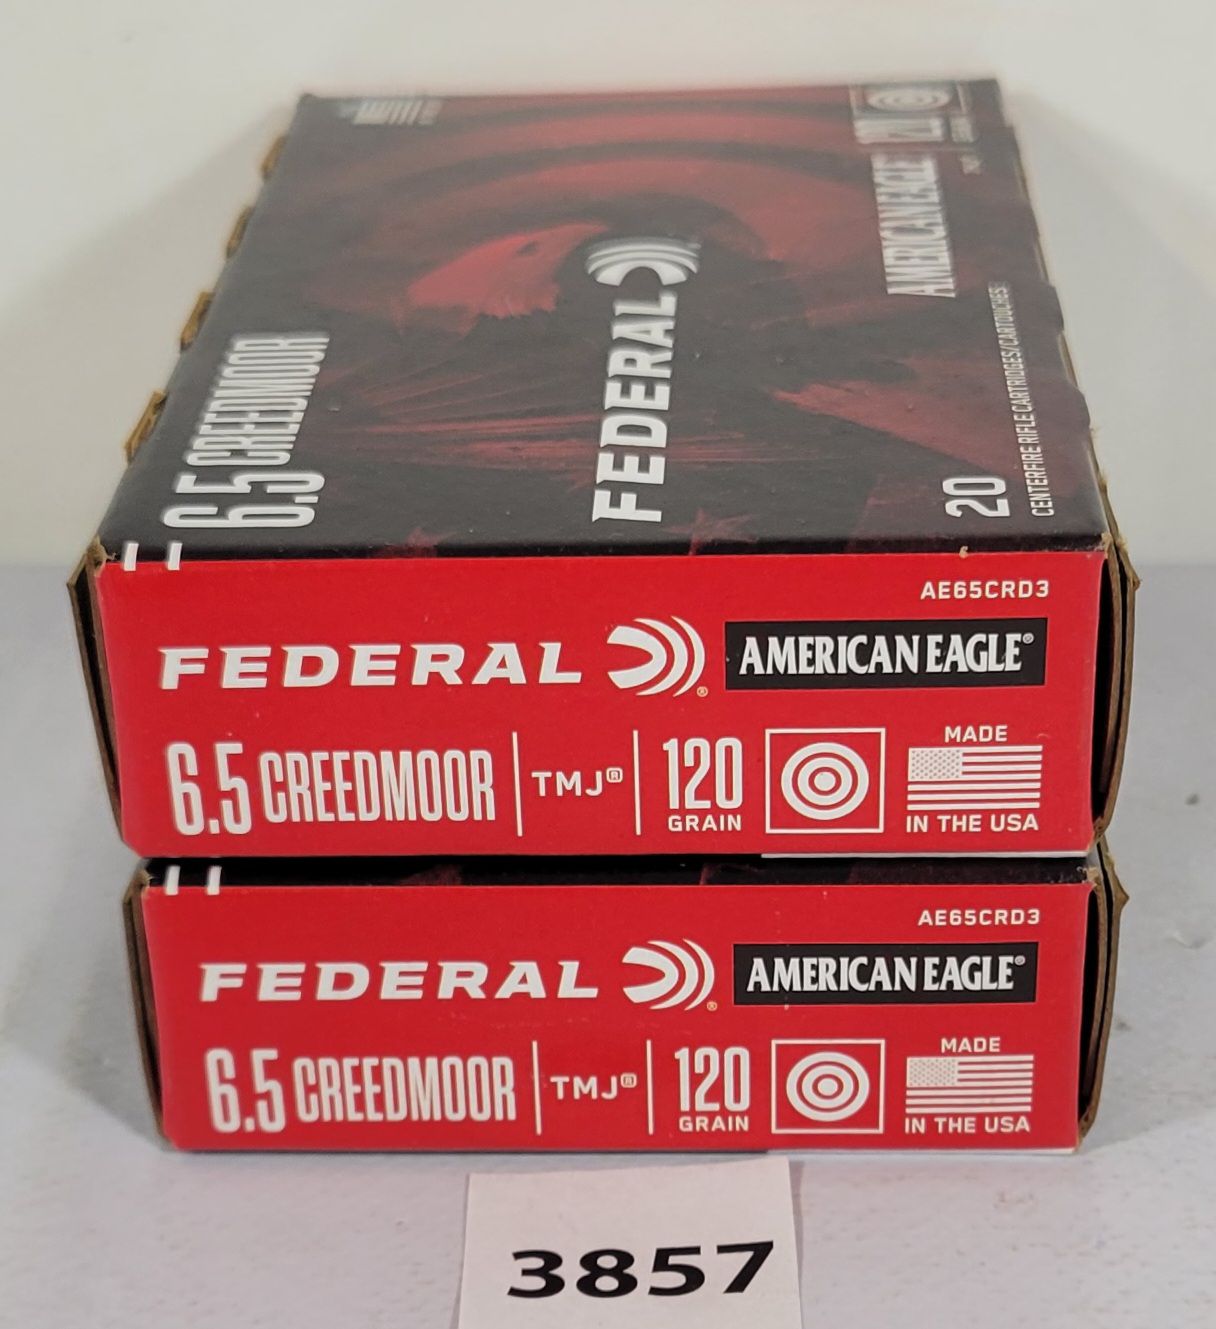 6.5 CREEDMOOR
FEDERAL
AMERICAN EAGLE
20
CENTERFIRE RIFLE CARTRIDGES/CARTOUCHES
AE65CRD3
FEDERAL® AMERICAN EAGLE®
6.5 CREEDMOOR TMJ® 120 GRAIN
MADE IN THE USA
AE65CRD3
FEDERAL® AMERICAN EAGLE®
6.5 CREEDMOOR TMJ® 120 GRAIN
MADE IN THE USA
3857